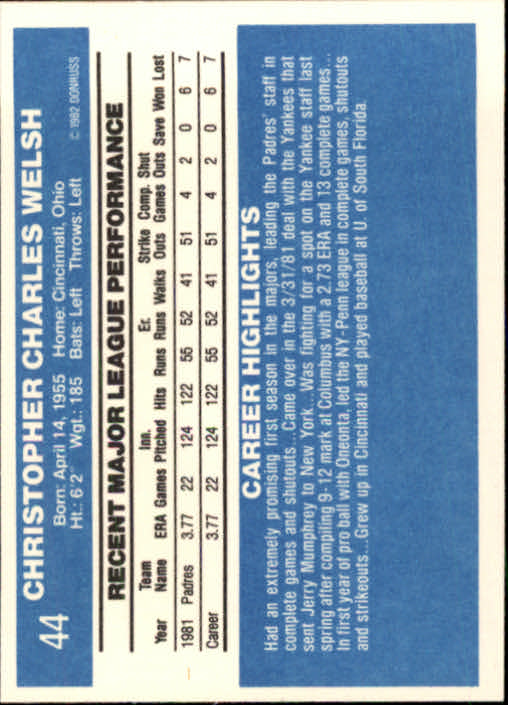 44
CHRISTOPHER CHARLES WELSH
Born: April 14, 1955 Home: Cincinnati, Ohio
Ht.: 6'2" Wgt.: 185 Bats: Left Throws: Left © 1982 DONRUSS
RECENT MAJOR LEAGUE PERFORMANCE
Team Inn. Er. Strike Comp. Shut
Year Name ERA Games Pitched Hits Runs Runs Walks Outs Games Outs Save Won Lost
1981 Padres 3.77 22 124 122 55 52 41 51 4 2 0 6 7
Career 3.77 22 124 122 55 52 41 51 4 2 0 6 7
CAREER HIGHLIGHTS
Had an extremely promising first season in the majors, leading the Padres' staff in
complete games and shutouts...Came over in the 3/31/81 deal with the Yankees that
sent Jerry Mumphrey to New York...Was fighting for a spot on the Yankee staff last
spring after compiling 9-12 mark at Columbus with a 2.73 ERA and 13 complete games...
In first year of pro ball with Oneonta, led the NY-Penn league in complete games, shutouts
and strikeouts...Grew up in Cincinnati and played baseball at U. of South Florida.